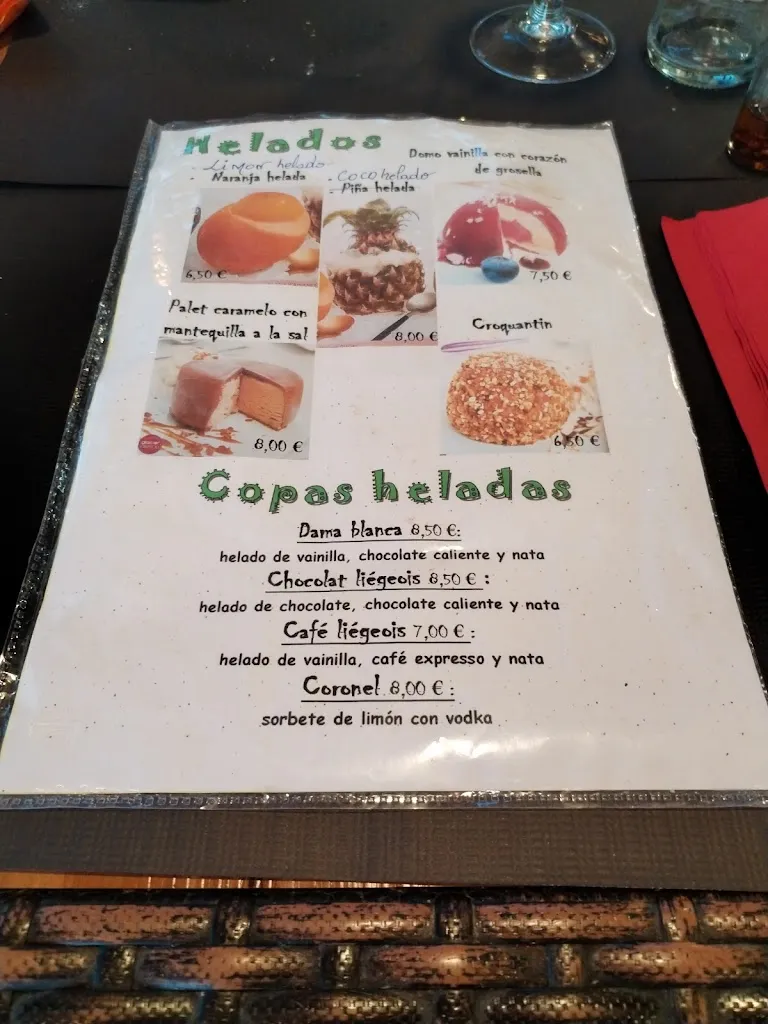 Helados
- Limon helado
- Naranja helada
- Coco helado
- Piña helada
Domo vainilla con corazón
de grosella
6,50 €
8,00 €
7,50 €
Palet caramelo con
mantequilla a la sal
8,00 €
Croquantin
6,50 €
Copas heladas
Dama blanca 8,50 €:
helado de vainilla, chocolate caliente y nata
Chocolat liégeois 8,50 € :
helado de chocolate, chocolate caliente y nata
Café liégeois 7,00 € :
helado de vainilla, café expresso y nata
Coronel 8,00 € :
sorbete de limón con vodka